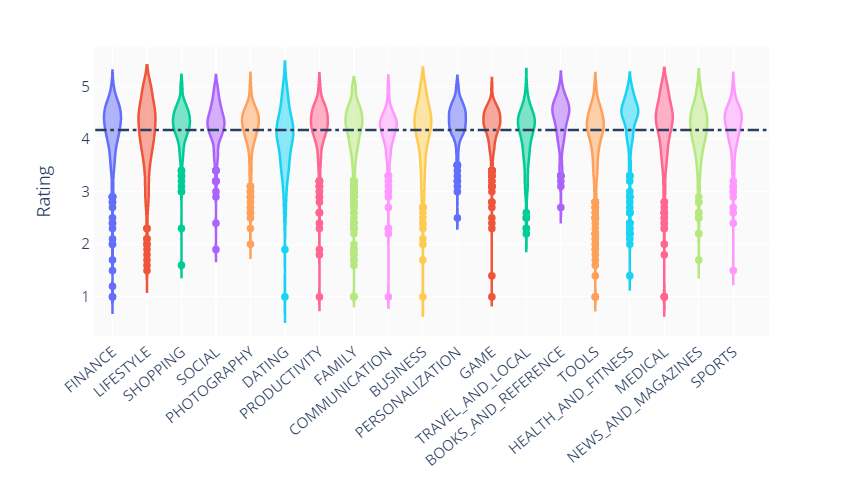 Rating
5
4
3
2
1
FINANCE
LIFESTYLE
SHOPPING
SOCIAL
PHOTOGRAPHY
DATING
PRODUCTIVITY
FAMILY
COMMUNICATION
BUSINESS
PERSONALIZATION
GAME
TRAVEL_AND_LOCAL
BOOKS_AND_REFERENCE
TOOLS
HEALTH_AND_FITNESS
MEDICAL
NEWS_AND_MAGAZINES
SPORTS